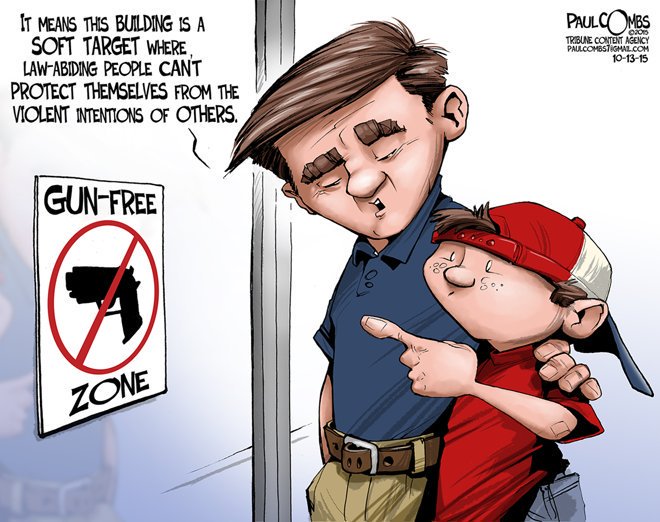 IT MEANS THIS BUILDING IS A
SOFT TARGET WHERE,
LAW-ABIDING PEOPLE CAN'T
PROTECT THEMSELVES FROM THE
VIOLENT INTENTIONS OF OTHERS.
PAUL COMBS
©2015
TRIBUNE CONTENT AGENCY
PAULCOMBS7@GMAIL.COM
10-13-15
GUN-FREE
ZONE